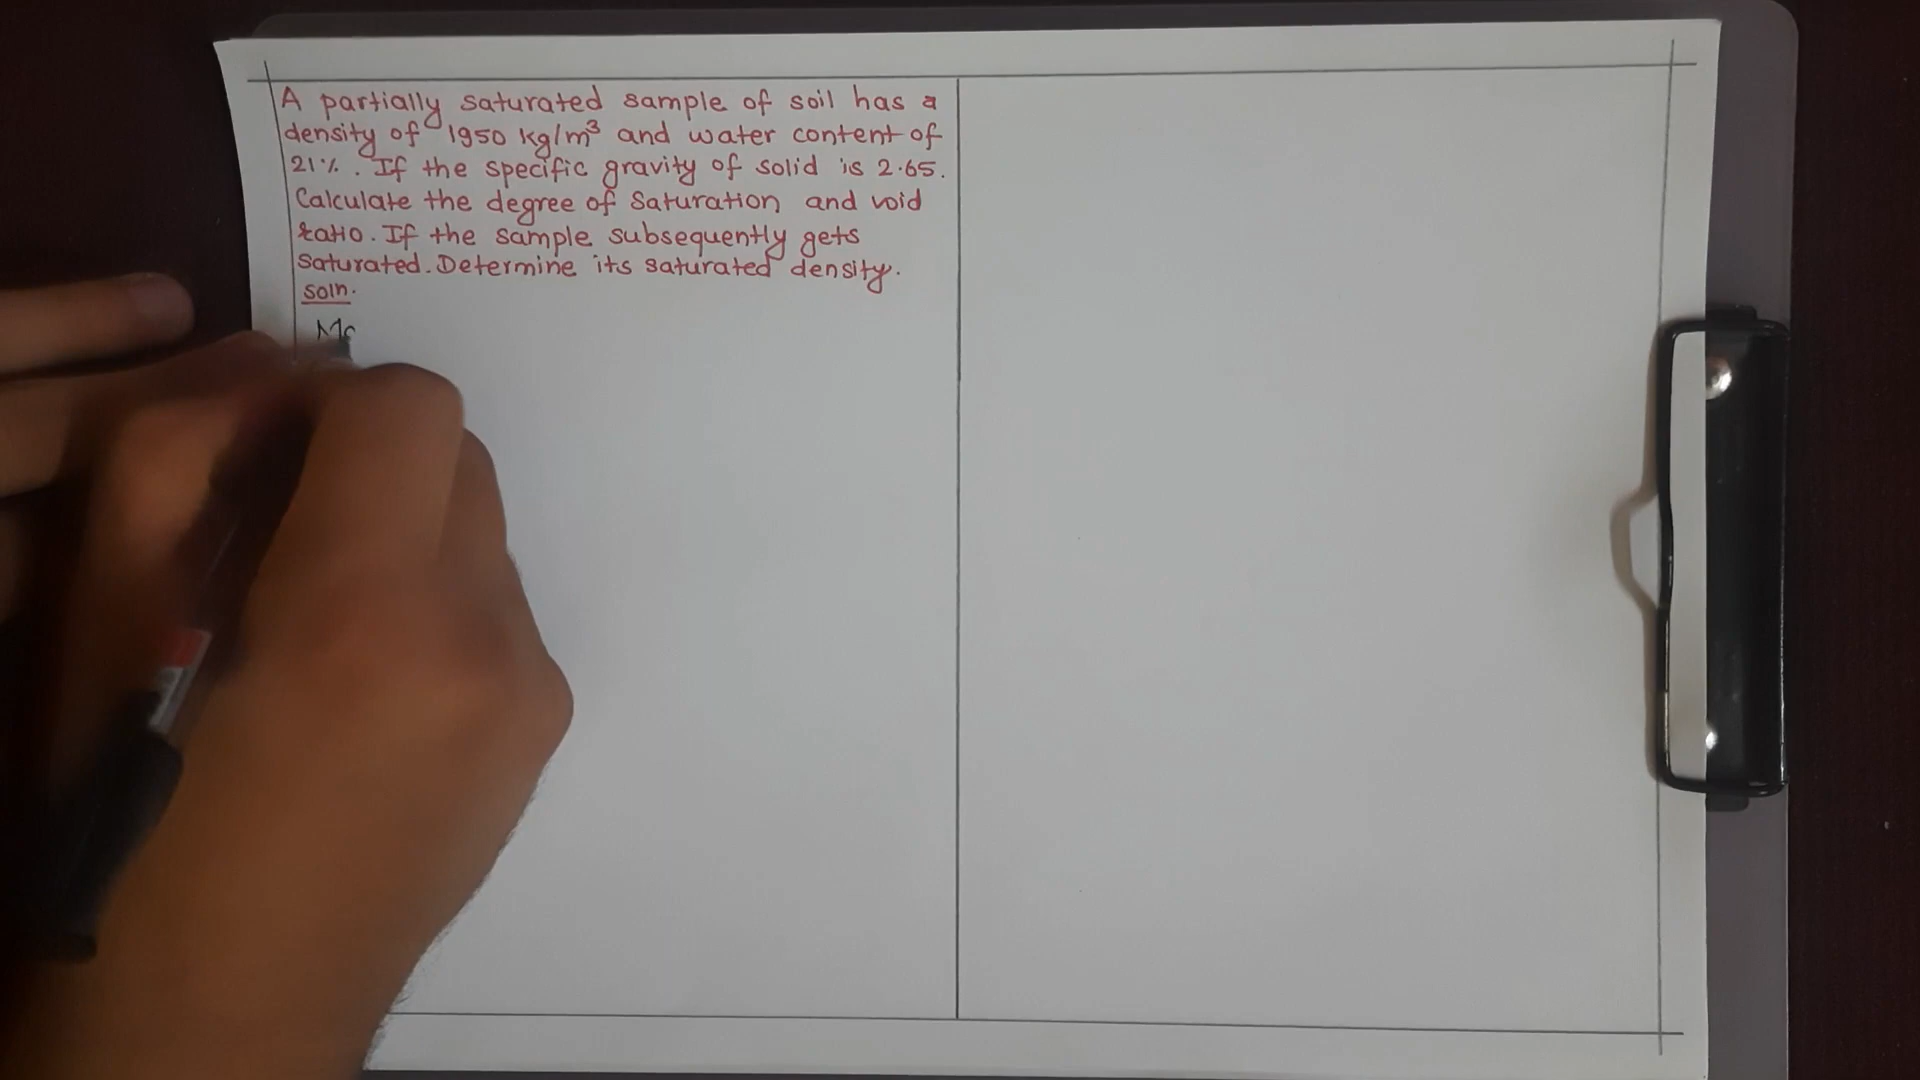 A partially saturated sample of soil has a
density of 1950 kg/m³ and water content of
21%. If the specific gravity of solid is 2.65.
Calculate the degree of saturation and void
ratio. If the sample subsequently gets
saturated. Determine its saturated density.
Soln.